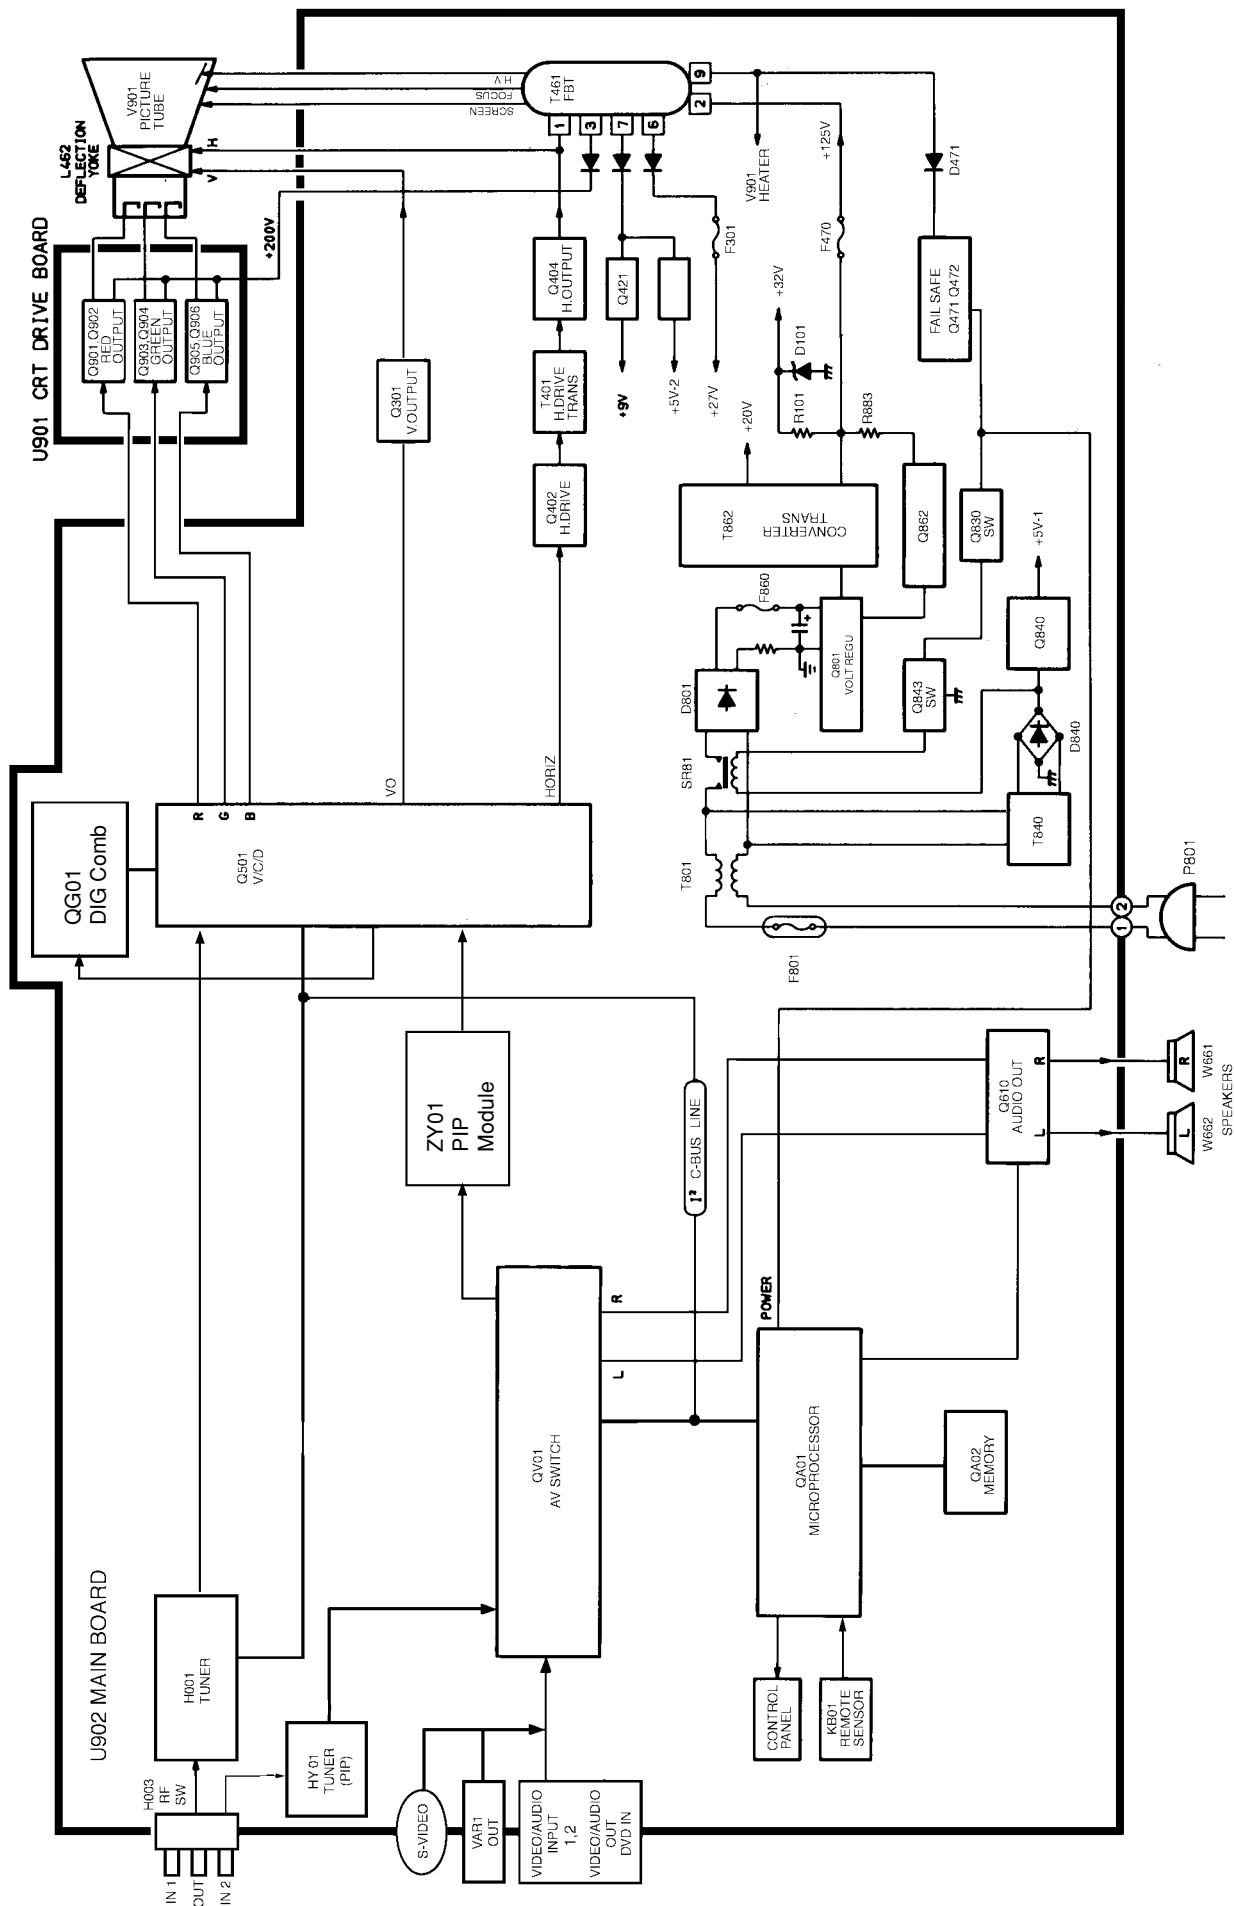 U901 CRT DRIVE BOARD
L462
DEFLECTION
YOKE
V901
PICTURE
TUBE
H.V
FOCUS
SCREEN
H
V
+200V
T461
FBT
1
3
7
6
2
9
Q901,Q902
RED
OUTPUT
Q903,Q904
GREEN
OUTPUT
Q905,Q906
BLUE
OUTPUT
Q301
V.OUTPUT
Q402
H.DRIVE
T401
H.DRIVE
TRANS
Q404
H.OUTPUT
Q421
+9V
+5V-2
+27V
F301
V901
HEATER
+125V
F470
D471
FAIL SAFE
Q471 Q472
+32V
D101
R101
R883
+20V
T862
CONVERTER
TRANS
Q862
Q830
SW
+5V-1
Q840
F860
Q801
VOLT REGU
Q843
SW
D801
SR81
D840
T840
T801
F801
1
2
P801
QG01
DIG Comb
R
G
B
Q501
V/C/D
VO
HORIZ
ZY01
PIP
Module
I² C-BUS LINE
Q610
AUDIO OUT
R
L
R
W661
L
W662
SPEAKERS
POWER
R
L
QV01
AV SWITCH
QA01
MICROPROCESSOR
QA02
MEMORY
U902 MAIN BOARD
H001
TUNER
H003
RF
SW
HY01
TUNER
(PIP)
CONTROL
PANEL
KB01
REMOTE
SENSOR
IN 1
OUT
IN 2
S-VIDEO
VAR1
OUT
VIDEO/AUDIO
INPUT
1,2
VIDEO/AUDIO
OUT
DVD IN